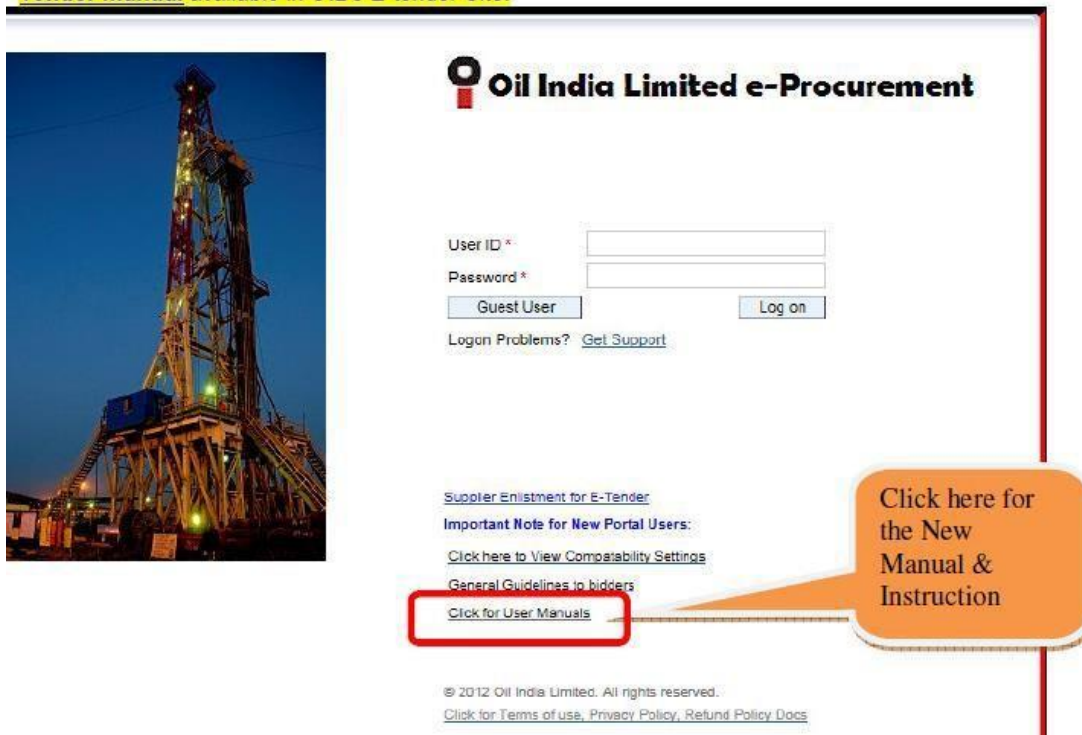 Oil India Limited e-Procurement
User ID *
Password *
Guest User
Log on
Logon Problems? Get Support
Supplier Enlistment for E-Tender
Important Note for New Portal Users:
Click here to View Compatability Settings
General Guidelines to bidders
Click for User Manuals
Click here for
the New
Manual &
Instruction
© 2012 Oil India Limited. All rights reserved.
Click for Terms of use, Privacy Policy, Refund Policy Docs